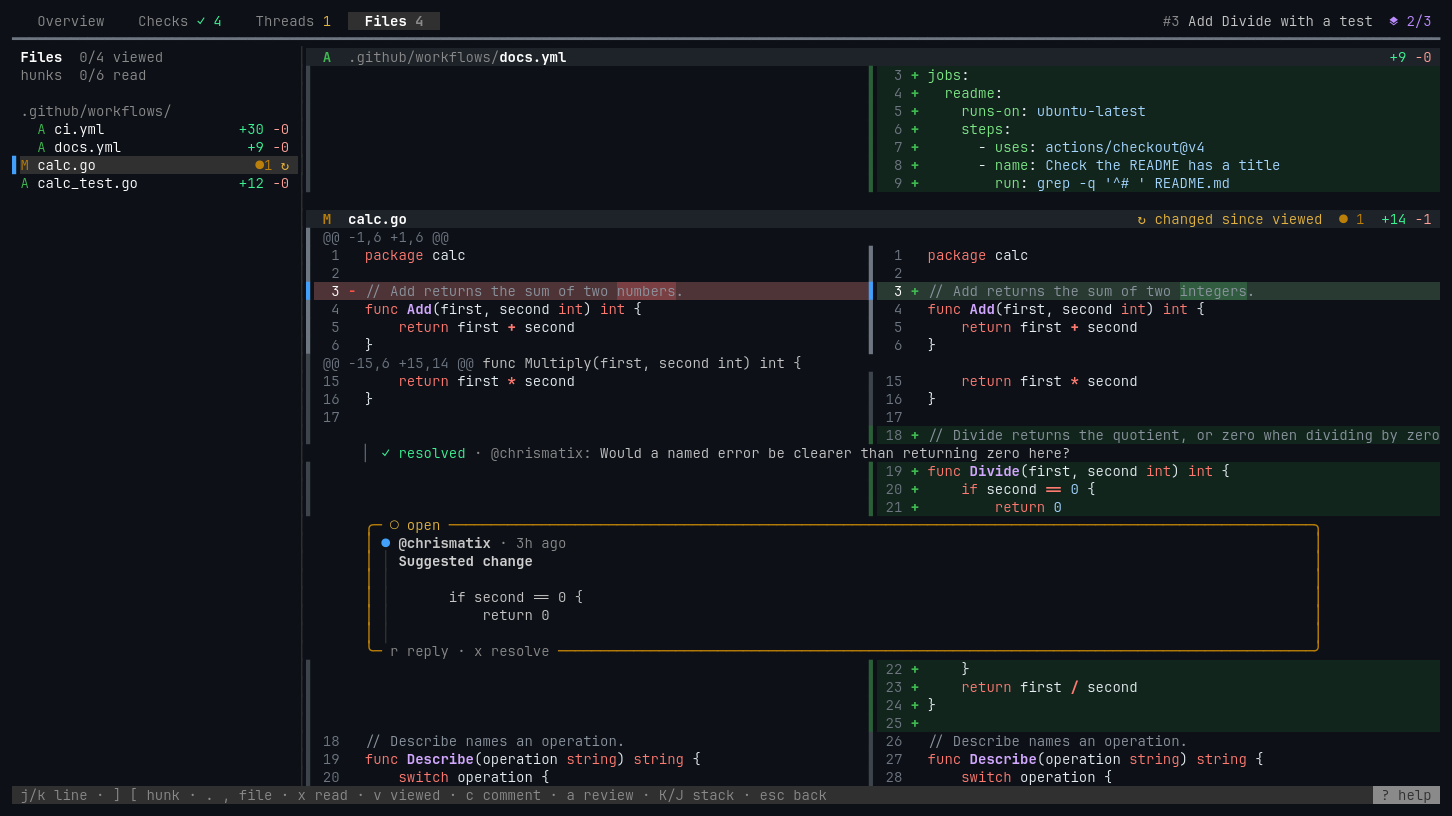 Overview Checks ✓ 4 Threads 1 Files 4 #3 Add Divide with a test ⬘ 2/3
Files 0/4 viewed
hunks 0/6 read
.github/workflows/
A ci.yml +30 -0
A docs.yml +9 -0
M calc.go ●1 ↻
A calc_test.go +12 -0
A .github/workflows/docs.yml +9 -0
3 + jobs:
4 + readme:
5 + runs-on: ubuntu-latest
6 + steps:
7 + - uses: actions/checkout@v4
8 + - name: Check the README has a title
9 + run: grep -q '^# ' README.md
M calc.go ↻ changed since viewed ● 1 +14 -1
@@ -1,6 +1,6 @@
1 package calc 1 package calc
2 2
3 - // Add returns the sum of two numbers. 3 + // Add returns the sum of two integers.
4 func Add(first, second int) int { 4 func Add(first, second int) int {
5 return first + second 5 return first + second
6 } 6 }
@@ -15,6 +15,14 @@ func Multiply(first, second int) int {
15 return first * second 15 return first * second
16 } 16 }
17 17
18 + // Divide returns the quotient, or zero when dividing by zero
✓ resolved · @chrismatix: Would a named error be clearer than returning zero here?
19 + func Divide(first, second int) int {
20 + if second == 0 {
21 + return 0
○ open
● @chrismatix · 3h ago
Suggested change
if second == 0 {
return 0
r reply · x resolve
22 + }
23 + return first / second
24 + }
25 +
18 // Describe names an operation. 26 // Describe names an operation.
19 func Describe(operation string) string { 27 func Describe(operation string) string {
20 switch operation { 28 switch operation {
j/k line · ] [ hunk · . , file · x read · v viewed · c comment · a review · K/J stack · esc back ? help